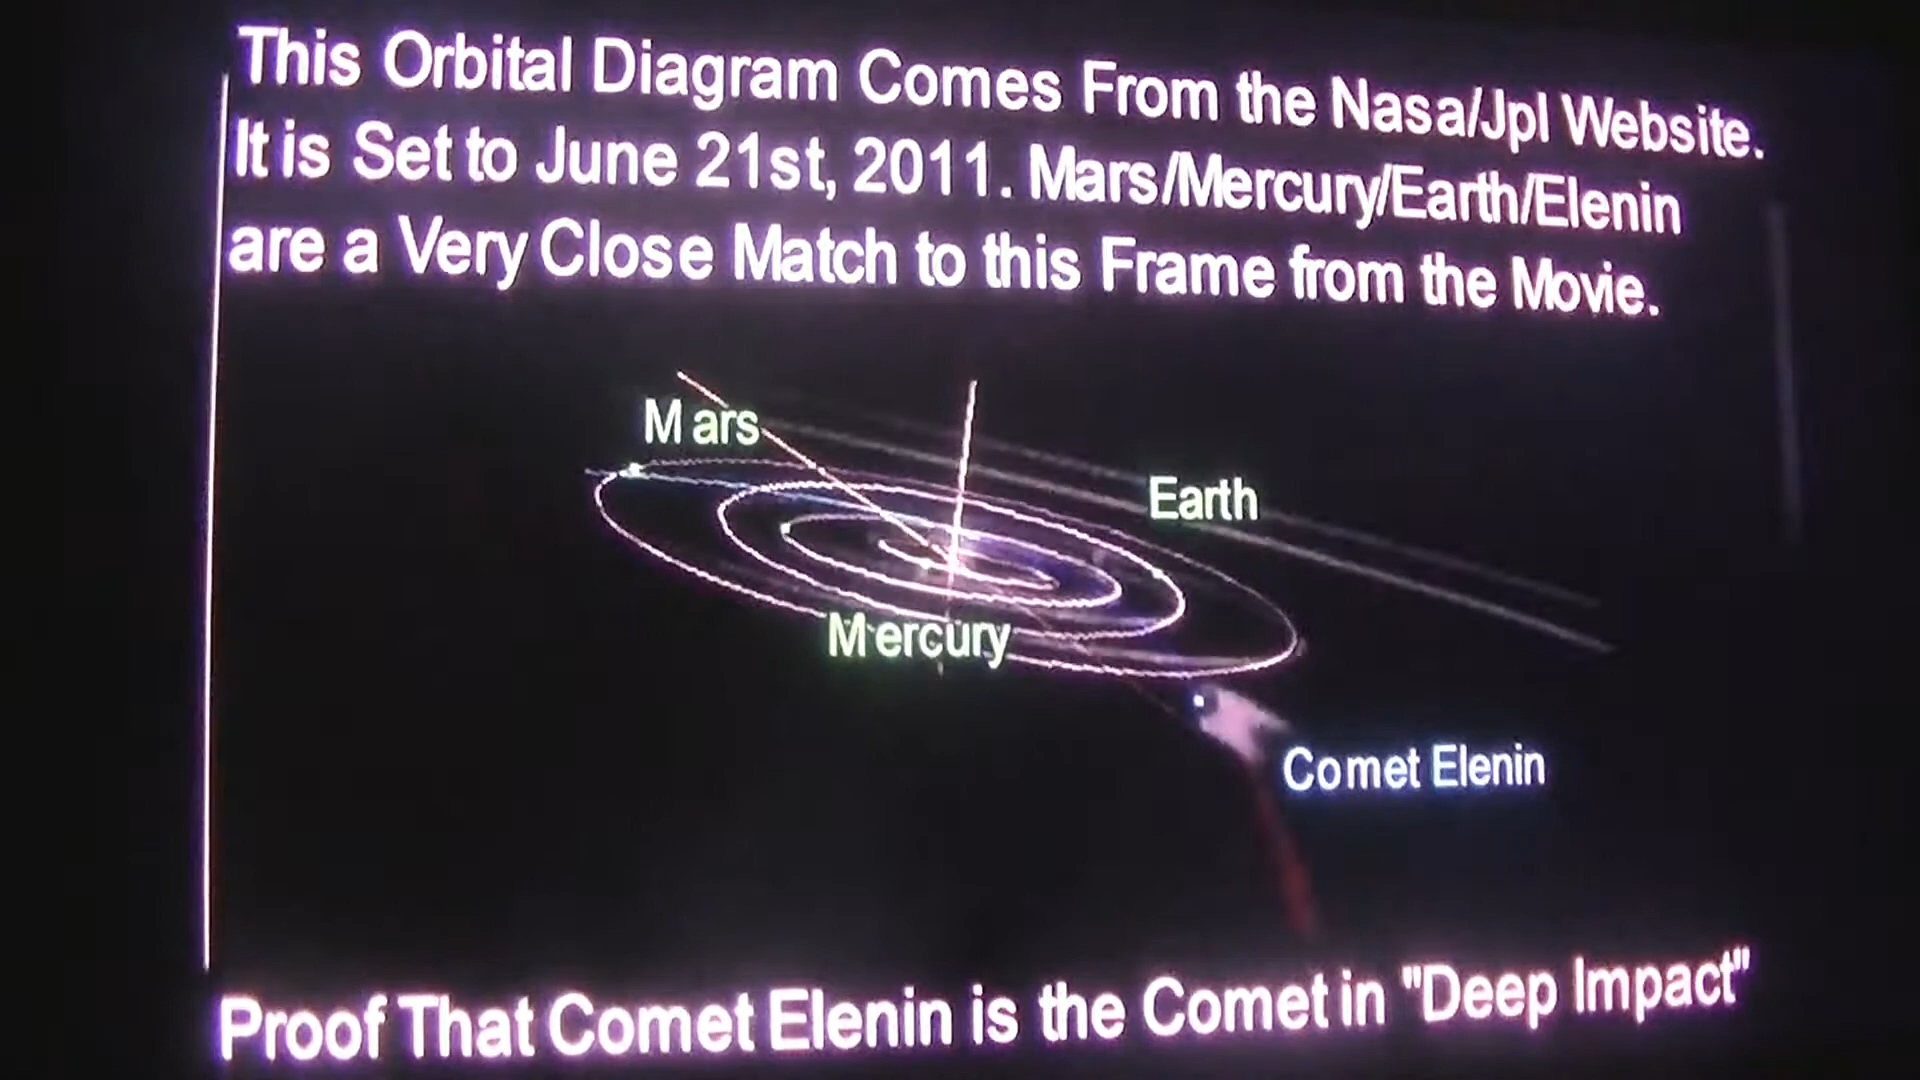 This Orbital Diagram Comes From the Nasa/Jpl Website.
It is Set to June 21st, 2011. Mars/Mercury/Earth/Elenin
are a Very Close Match to this Frame from the Movie.
Mars
Earth
Mercury
Comet Elenin
Proof That Comet Elenin is the Comet in "Deep Impact"